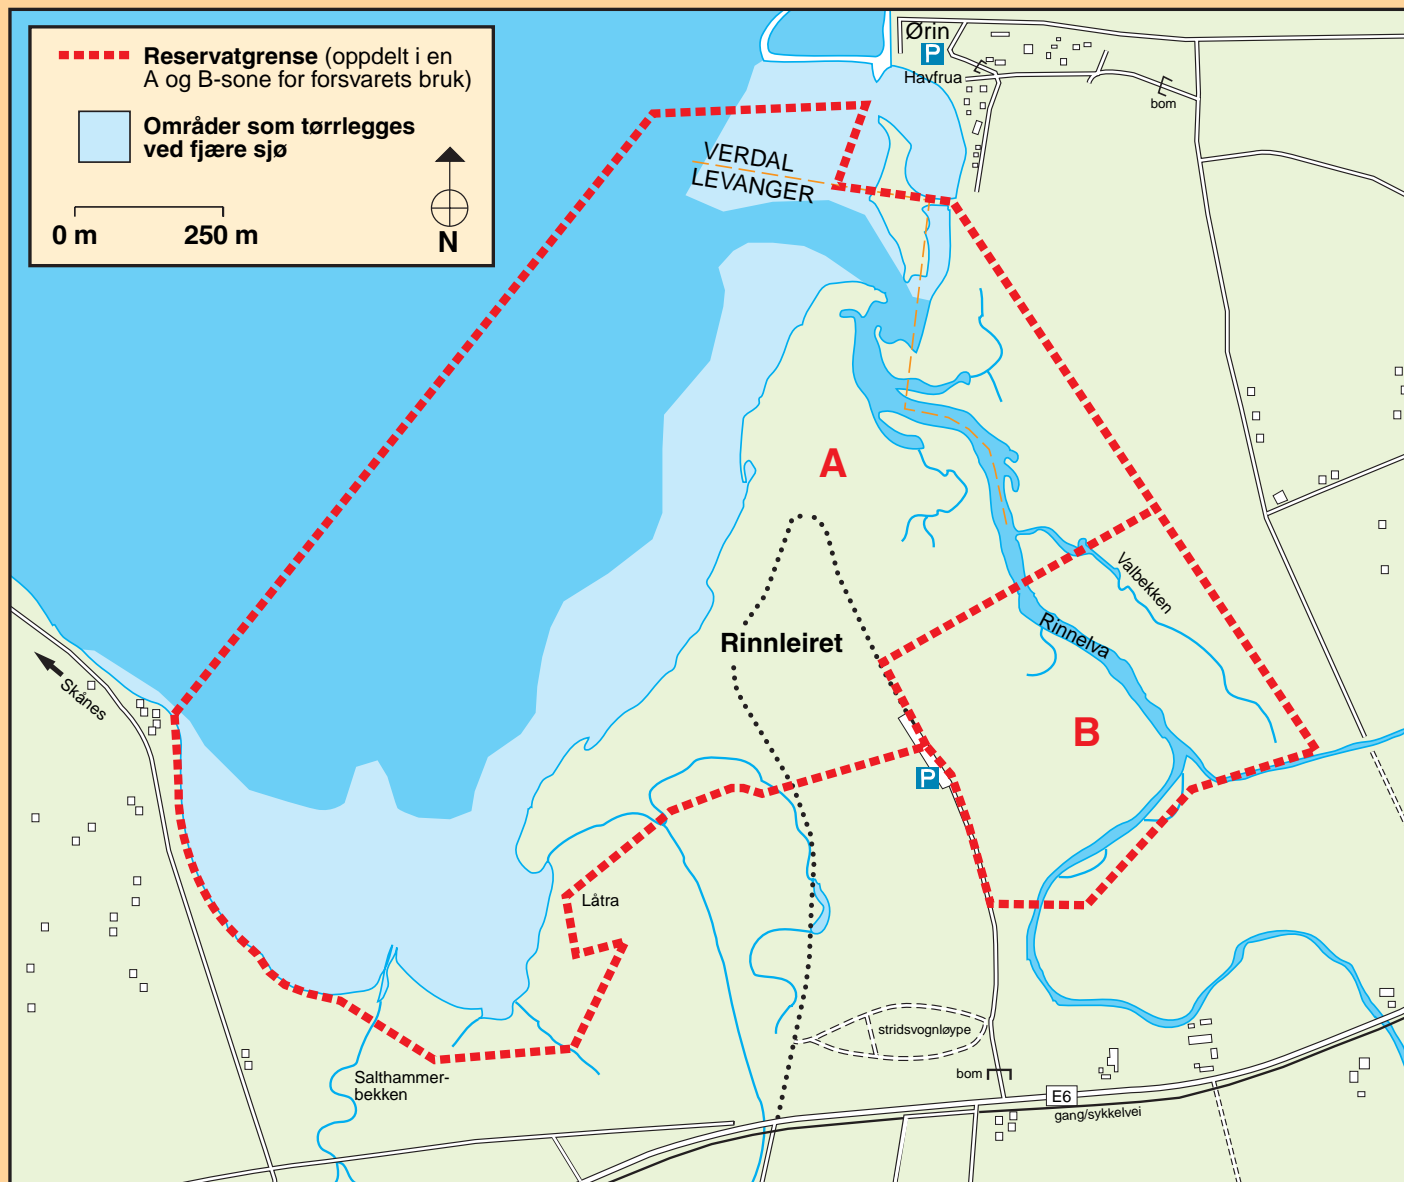 Reservatgrense (oppdelt i en
A og B-sone for forsvarets bruk)
Områder som tørrlegges
ved fjære sjø
0 m 250 m
N
Ørin
P
Havfrua
bom
VERDAL
LEVANGER
A
Valbekken
Rinnelva
Rinnleiret
B
P
Skånes
Låtra
Salthammer-
bekken
stridsvognløype
bom
E6
gang/sykkelvei